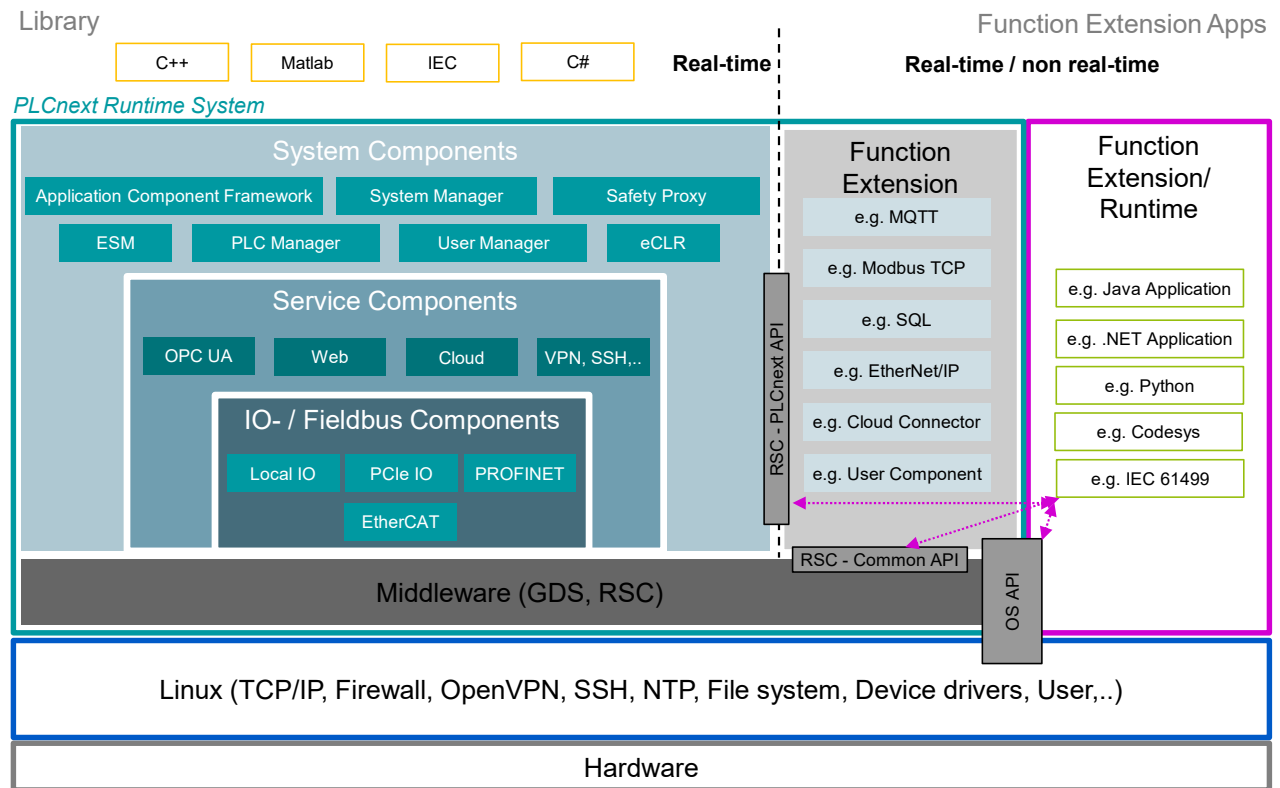 Library
Function Extension Apps
C++
Matlab
IEC
C#
Real-time
Real-time / non real-time
PLCnext Runtime System
System Components
Application Component Framework
System Manager
Safety Proxy
ESM
PLC Manager
User Manager
eCLR
Service Components
OPC UA
Web
Cloud
VPN, SSH,..
IO- / Fieldbus Components
Local IO
PCIe IO
PROFINET
EtherCAT
RSC - PLCnext API
Function
Extension
e.g. MQTT
e.g. Modbus TCP
e.g. SQL
e.g. EtherNet/IP
e.g. Cloud Connector
e.g. User Component
RSC - Common API
Function
Extension/
Runtime
e.g. Java Application
e.g. .NET Application
e.g. Python
e.g. Codesys
e.g. IEC 61499
OS API
Middleware (GDS, RSC)
Linux (TCP/IP, Firewall, OpenVPN, SSH, NTP, File system, Device drivers, User,..)
Hardware